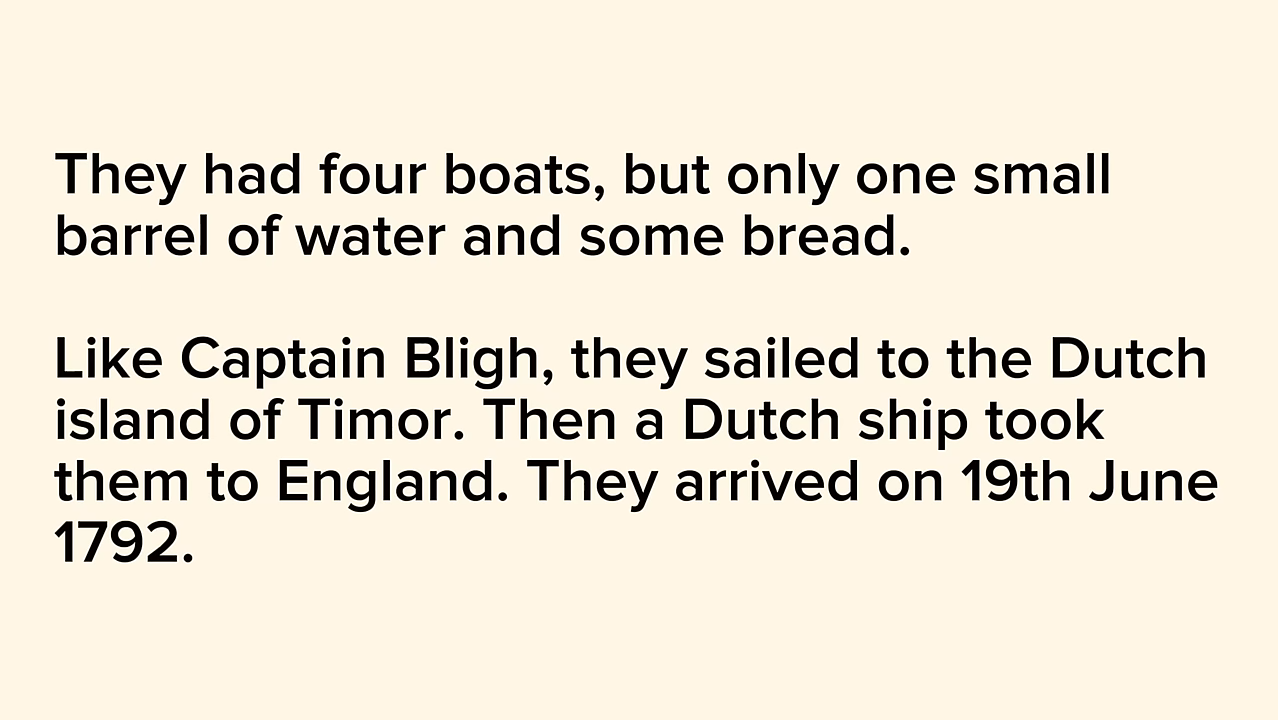 They had four boats, but only one small
barrel of water and some bread.
Like Captain Bligh, they sailed to the Dutch
island of Timor. Then a Dutch ship took
them to England. They arrived on 19th June
1792.